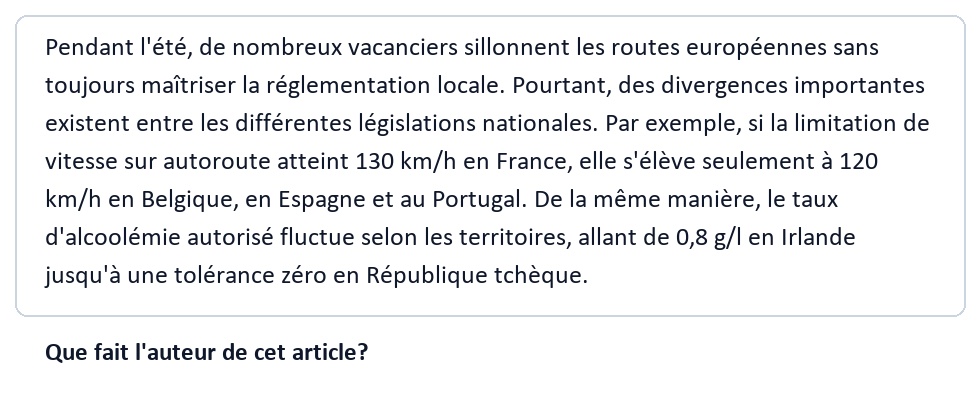 Pendant l'été, de nombreux vacanciers sillonnent les routes européennes sans
toujours maîtriser la réglementation locale. Pourtant, des divergences importantes
existent entre les différentes législations nationales. Par exemple, si la limitation de
vitesse sur autoroute atteint 130 km/h en France, elle s'élève seulement à 120
km/h en Belgique, en Espagne et au Portugal. De la même manière, le taux
d'alcoolémie autorisé fluctue selon les territoires, allant de 0,8 g/l en Irlande
jusqu'à une tolérance zéro en République tchèque.
Que fait l'auteur de cet article?